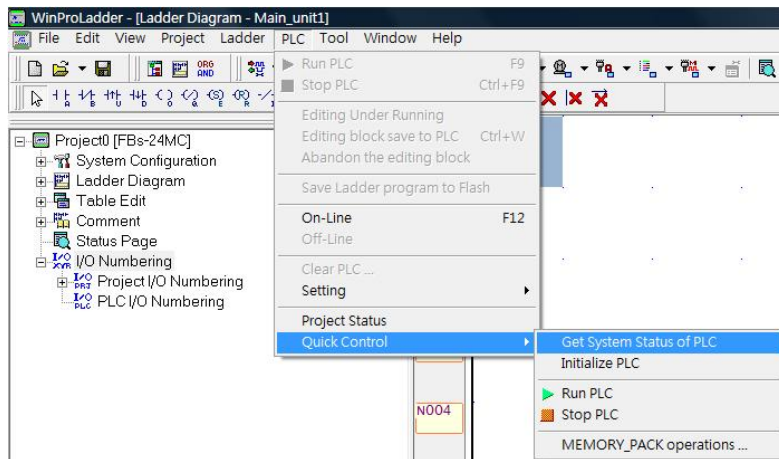 WinProLadder - [Ladder Diagram - Main_unit1]
File Edit View Project Ladder PLC Tool Window Help
ORG
AND
Run PLC F9
Stop PLC Ctrl+F9
Editing Under Running
Editing block save to PLC Ctrl+W
Abandon the editing block
Save Ladder program to Flash
On-Line F12
Off-Line
Clear PLC ...
Setting
Project Status
Quick Control
Get System Status of PLC
Initialize PLC
Run PLC
Stop PLC
MEMORY_PACK operations ...
Project0 [FBs-24MC]
System Configuration
Ladder Diagram
Table Edit
Comment
Status Page
I/O Numbering
Project I/O Numbering
PLC I/O Numbering
N004